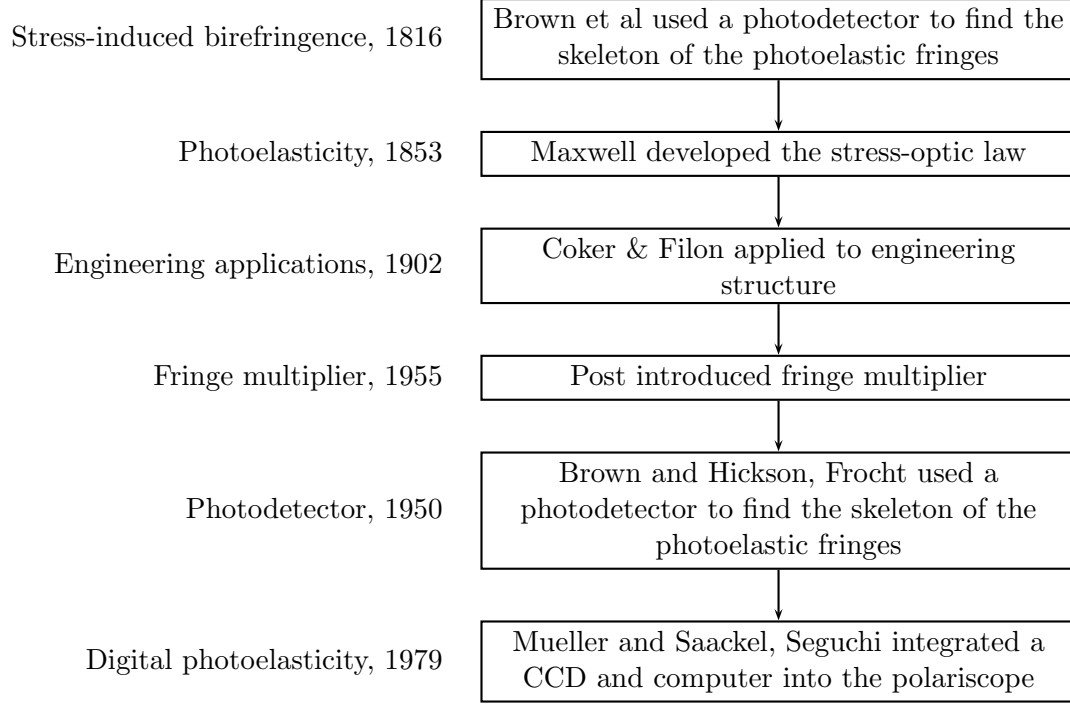 Stress-induced birefringence, 1816
Brown et al used a photodetector to find the
skeleton of the photoelastic fringes
Photoelasticity, 1853
Maxwell developed the stress-optic law
Engineering applications, 1902
Coker & Filon applied to engineering
structure
Fringe multiplier, 1955
Post introduced fringe multiplier
Photodetector, 1950
Brown and Hickson, Frocht used a
photodetector to find the skeleton of the
photoelastic fringes
Digital photoelasticity, 1979
Mueller and Saackel, Seguchi integrated a
CCD and computer into the polariscope